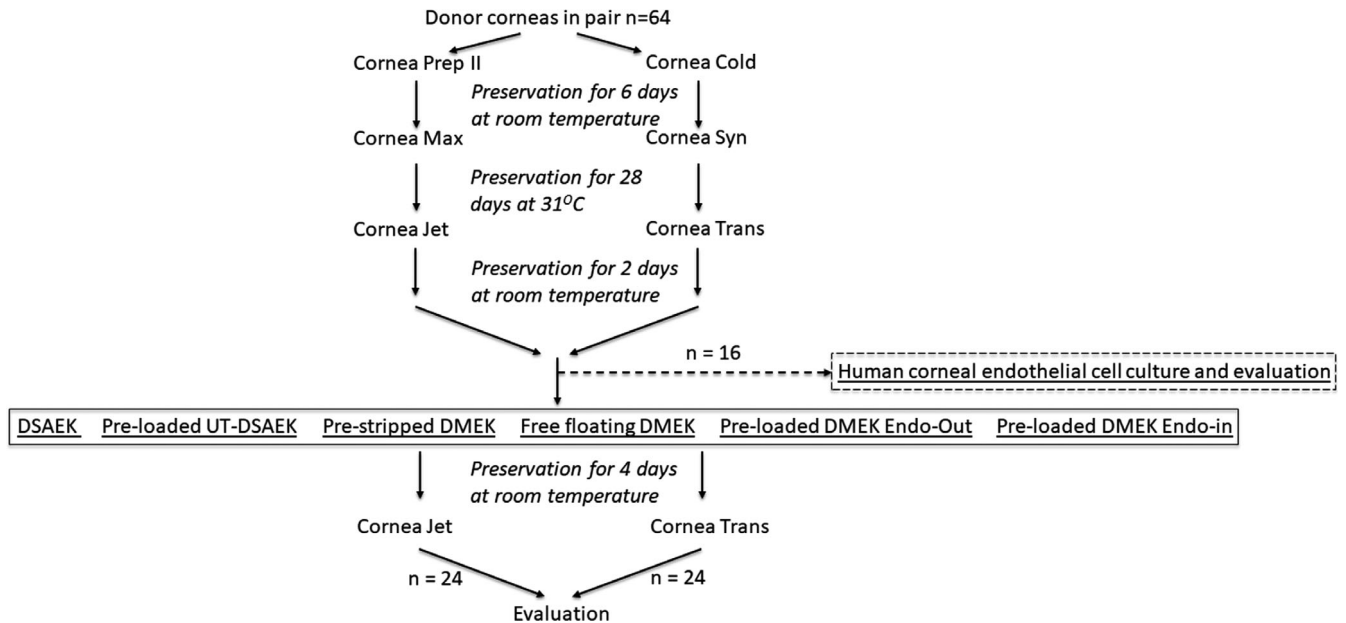 Donor corneas in pair n=64
Cornea Prep II
Cornea Cold
Preservation for 6 days
at room temperature
Cornea Max
Cornea Syn
Preservation for 28
days at 31⁰C
Cornea Jet
Cornea Trans
Preservation for 2 days
at room temperature
n = 16
Human corneal endothelial cell culture and evaluation
DSAEK Pre-loaded UT-DSAEK Pre-stripped DMEK Free floating DMEK Pre-loaded DMEK Endo-Out Pre-loaded DMEK Endo-in
Preservation for 4 days
at room temperature
Cornea Jet
Cornea Trans
n = 24
n = 24
Evaluation